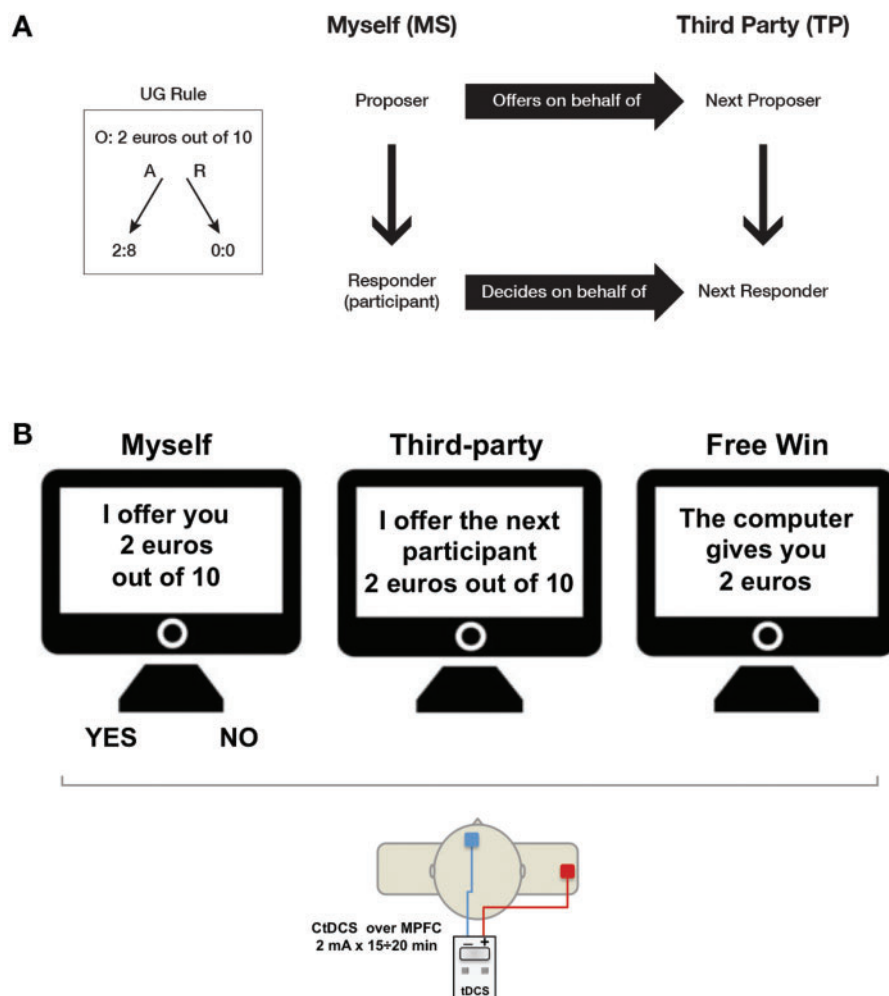 A
Myself (MS)
Third Party (TP)
UG Rule
O: 2 euros out of 10
A R
2:8 0:0
Proposer
Offers on behalf of
Next Proposer
Responder
(participant)
Decides on behalf of
Next Responder
B
Myself
I offer you
2 euros
out of 10
YES NO
Third-party
I offer the next
participant
2 euros out of 10
Free Win
The computer
gives you
2 euros
CtDCS over MPFC
2 mA x 15÷20 min
− +
tDCS